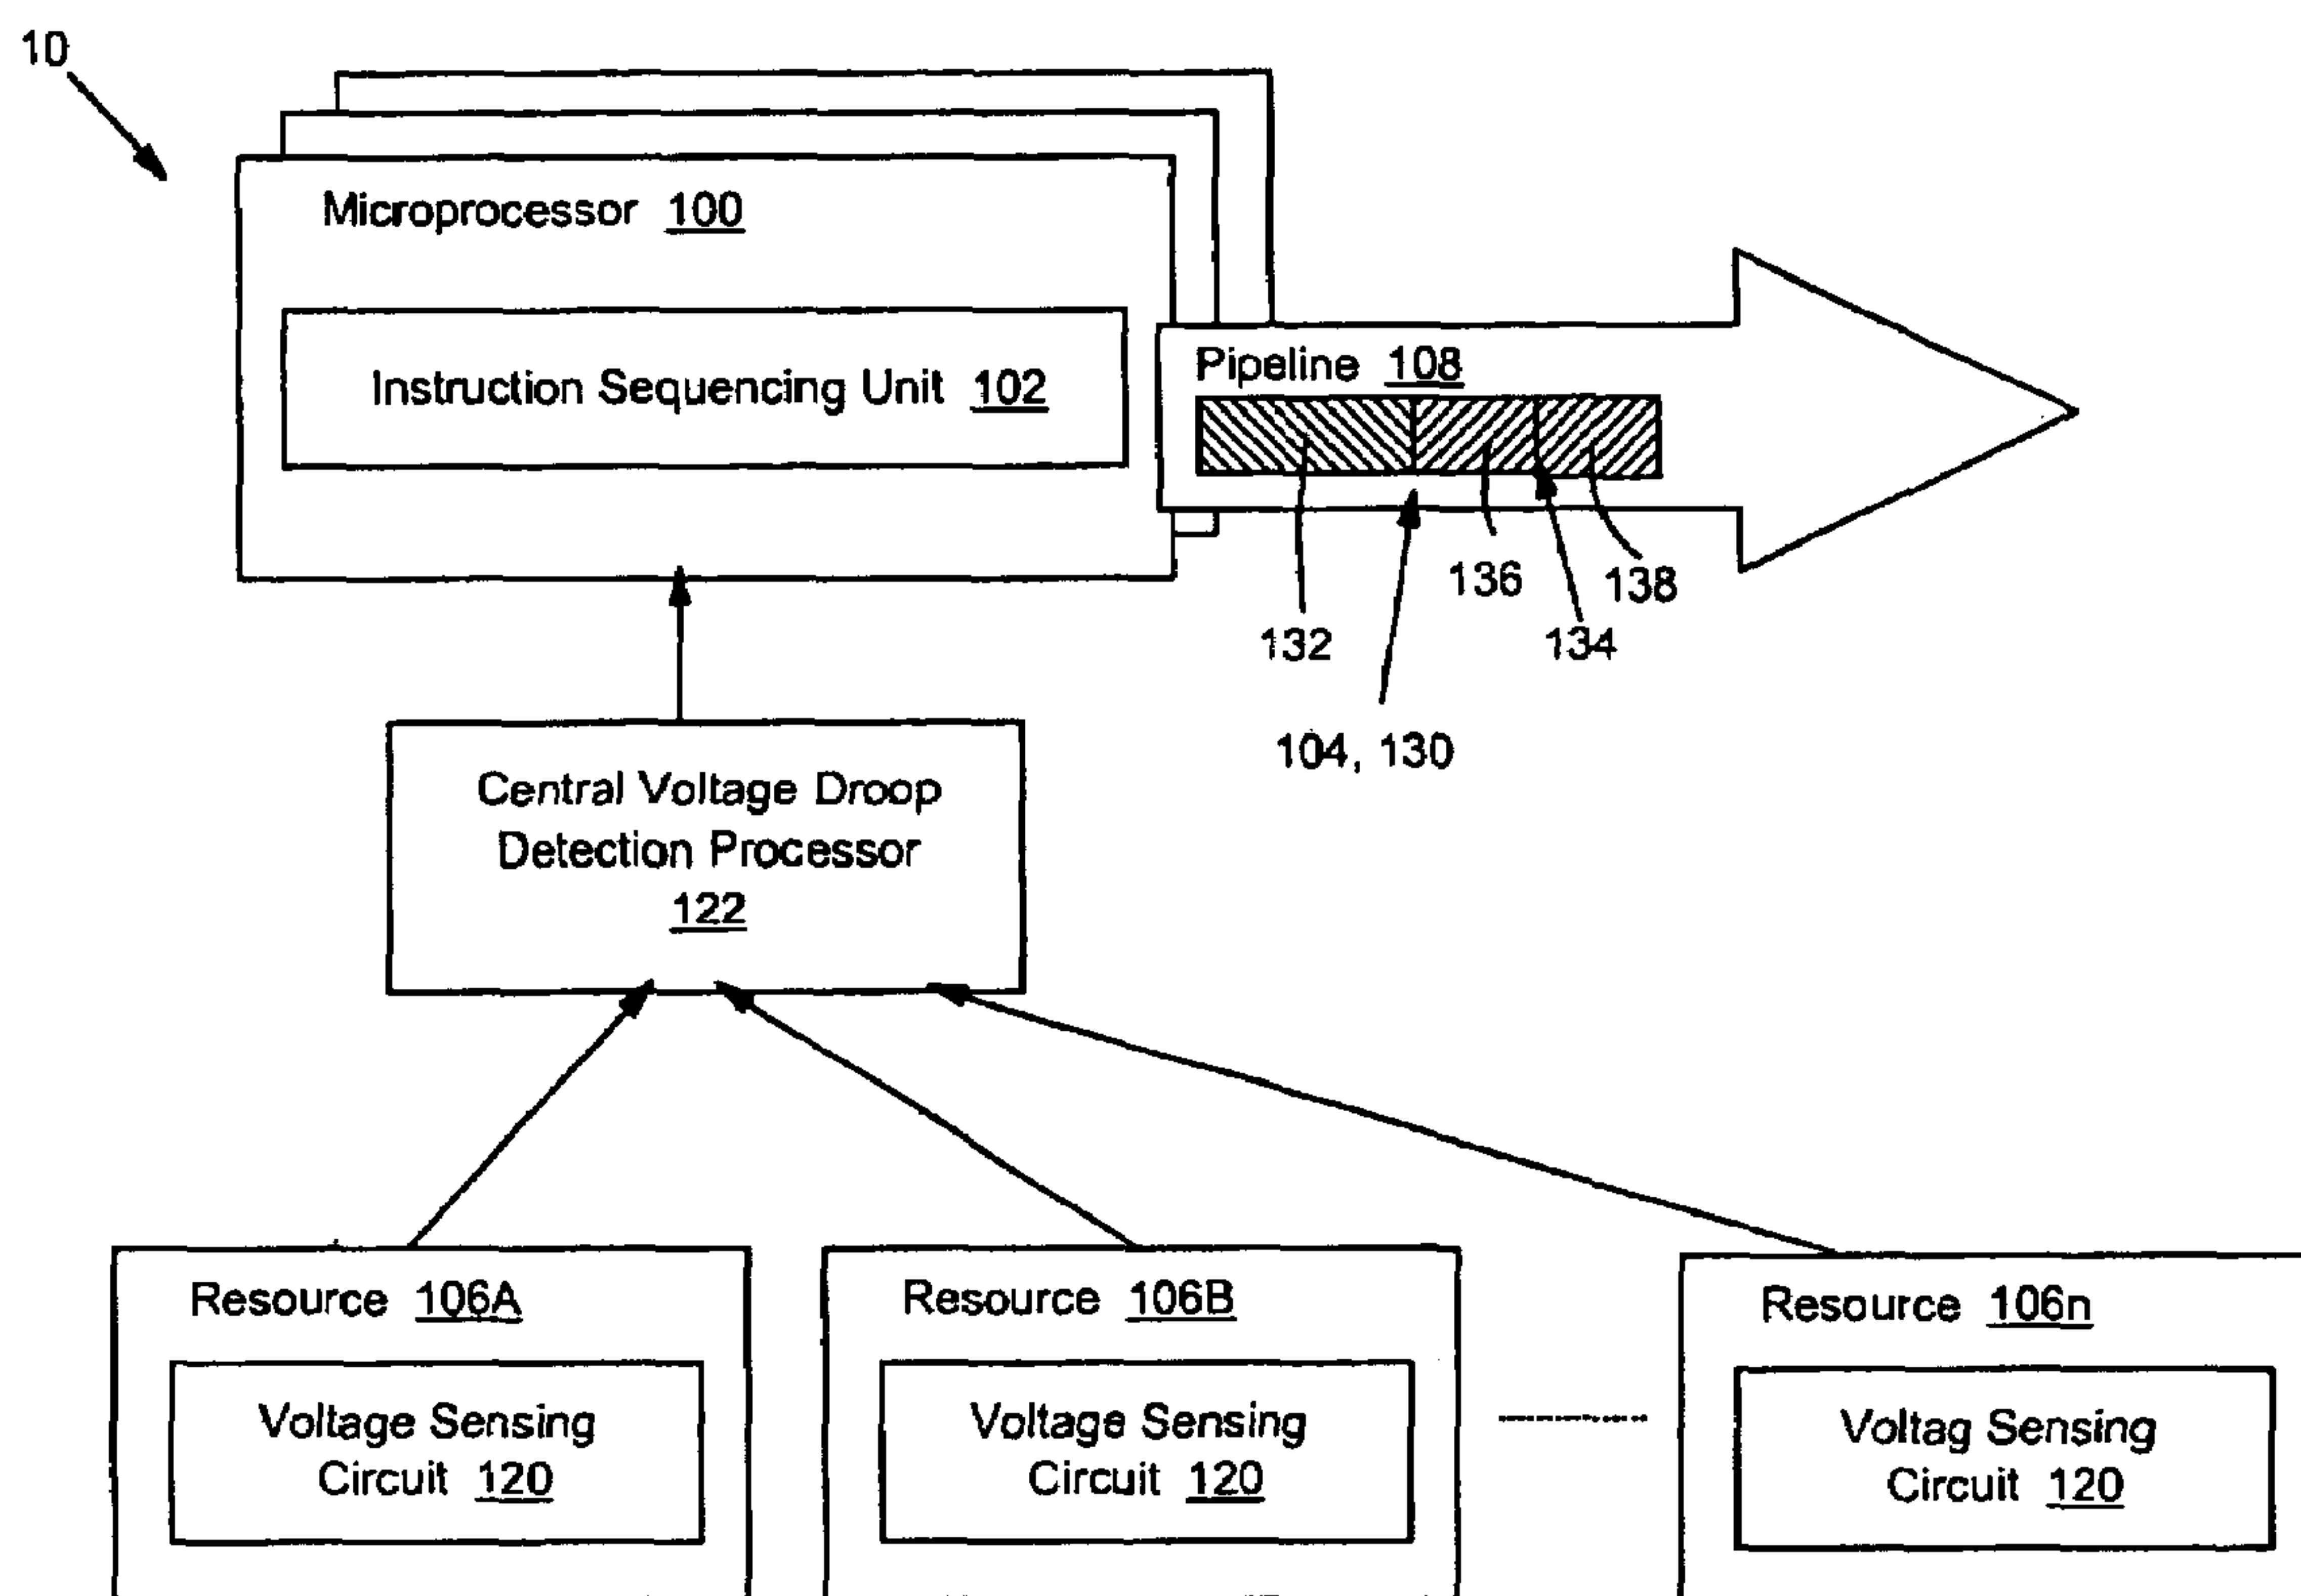 10
Microprocessor 100
Instruction Sequencing Unit 102
Pipeline 108
136
138
132
134
104, 130
Central Voltage Droop
Detection Processor
122
Resource 106A
Voltage Sensing
Circuit 120
Resource 106B
Voltage Sensing
Circuit 120
Resource 106n
Voltag Sensing
Circuit 120